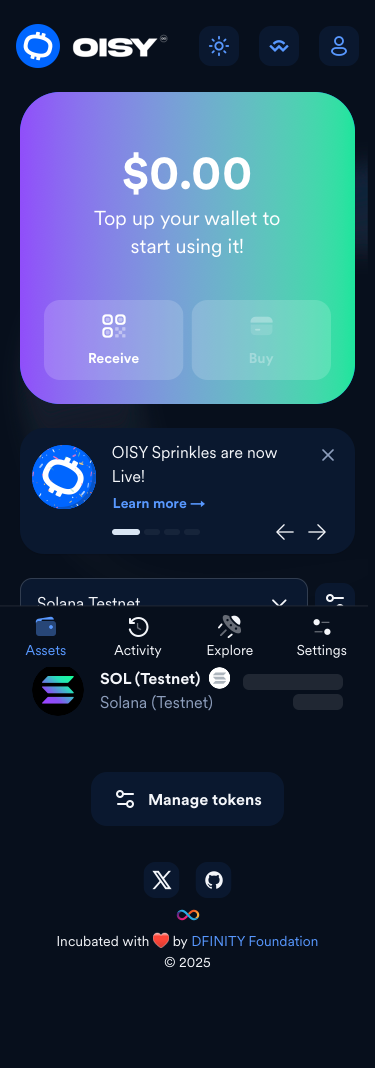 OISY
$0.00
Top up your wallet to
start using it!
Receive
Buy
OISY Sprinkles are now
Live!
Learn more →
Solana Testnet
Assets
Activity
Explore
Settings
SOL (Testnet)
Solana (Testnet)
Manage tokens
Incubated with ❤️ by DFINITY Foundation
© 2025